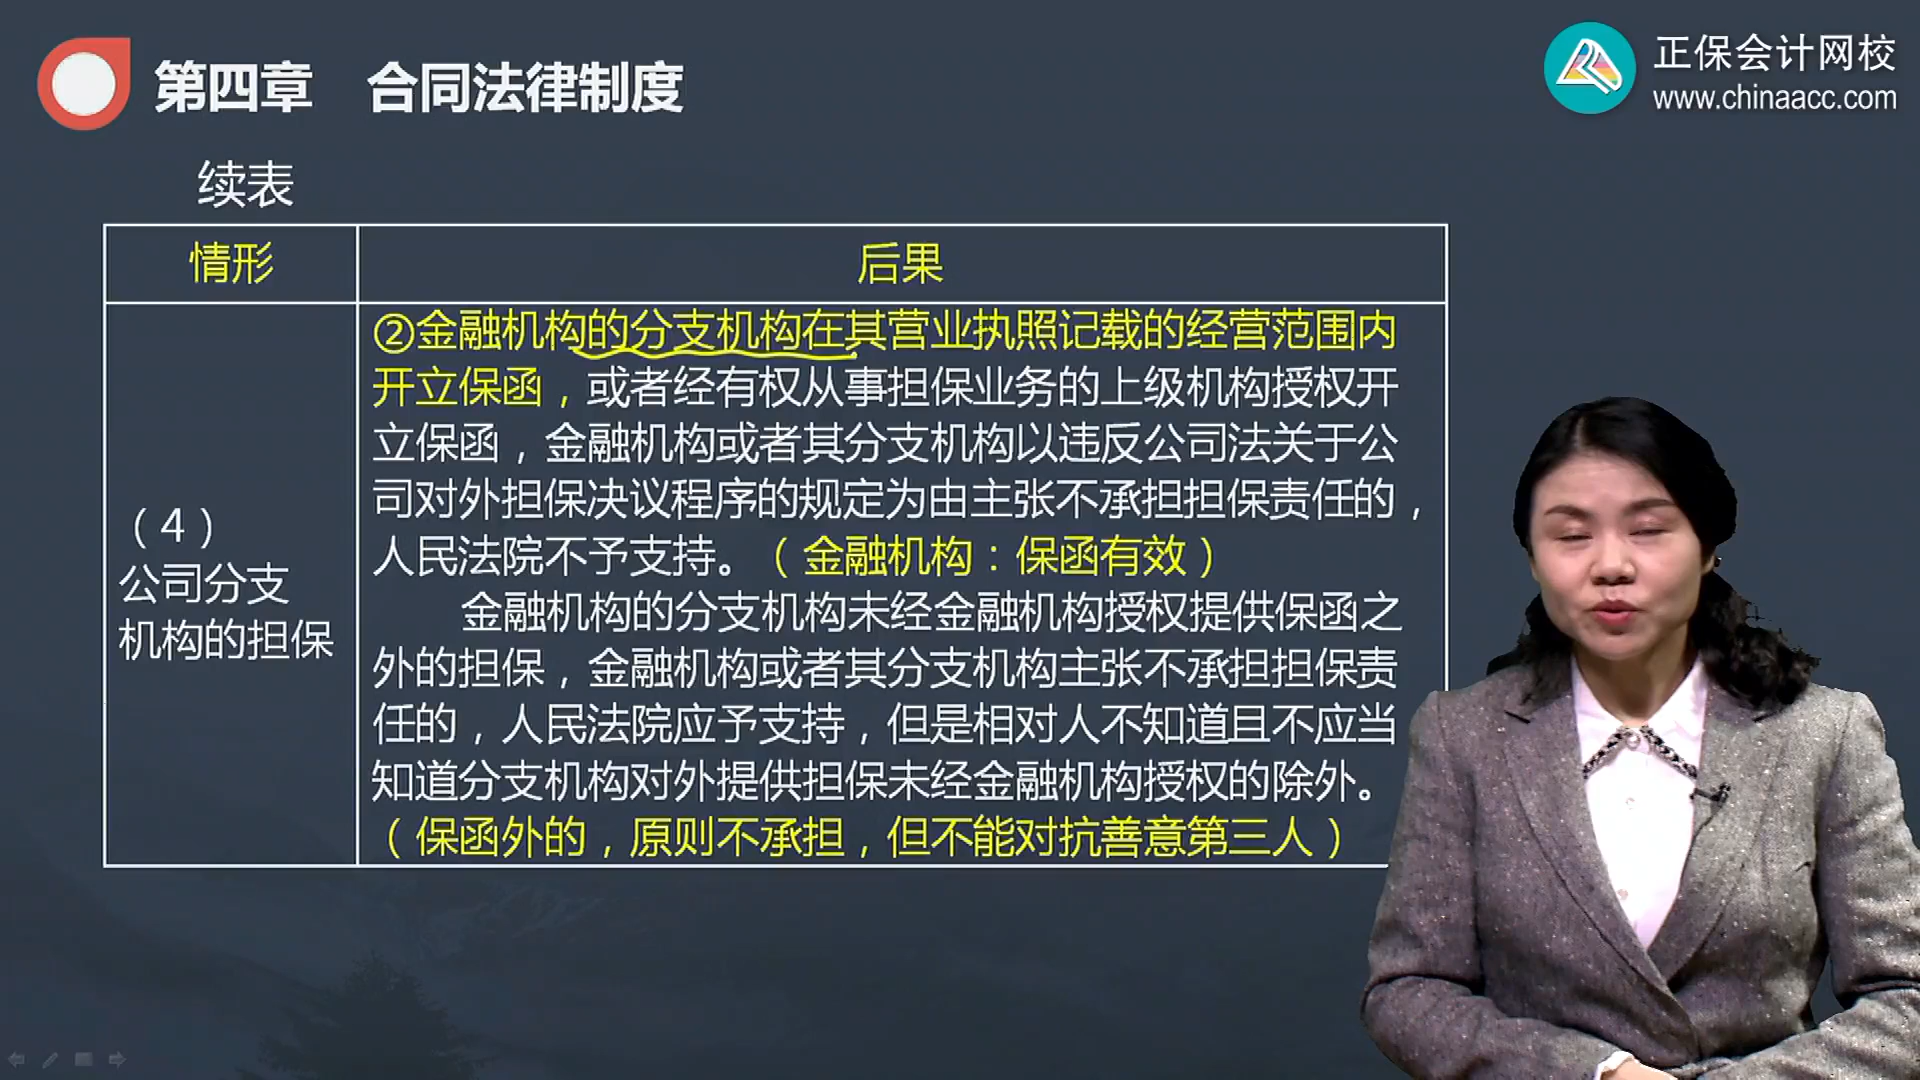 第四章 合同法律制度
正保会计网校
www.chinaacc.com
续表
情形
后果
（4）
公司分支
机构的担保
②金融机构的分支机构在其营业执照记载的经营范围内
开立保函，或者经有权从事担保业务的上级机构授权开
立保函，金融机构或者其分支机构以违反公司法关于公
司对外担保决议程序的规定为由主张不承担担保责任的，
人民法院不予支持。（金融机构：保函有效）
金融机构的分支机构未经金融机构授权提供保函之
外的担保，金融机构或者其分支机构主张不承担担保责
任的，人民法院应予支持，但是相对人不知道且不应当
知道分支机构对外提供担保未经金融机构授权的除外。
（保函外的，原则不承担，但不能对抗善意第三人）